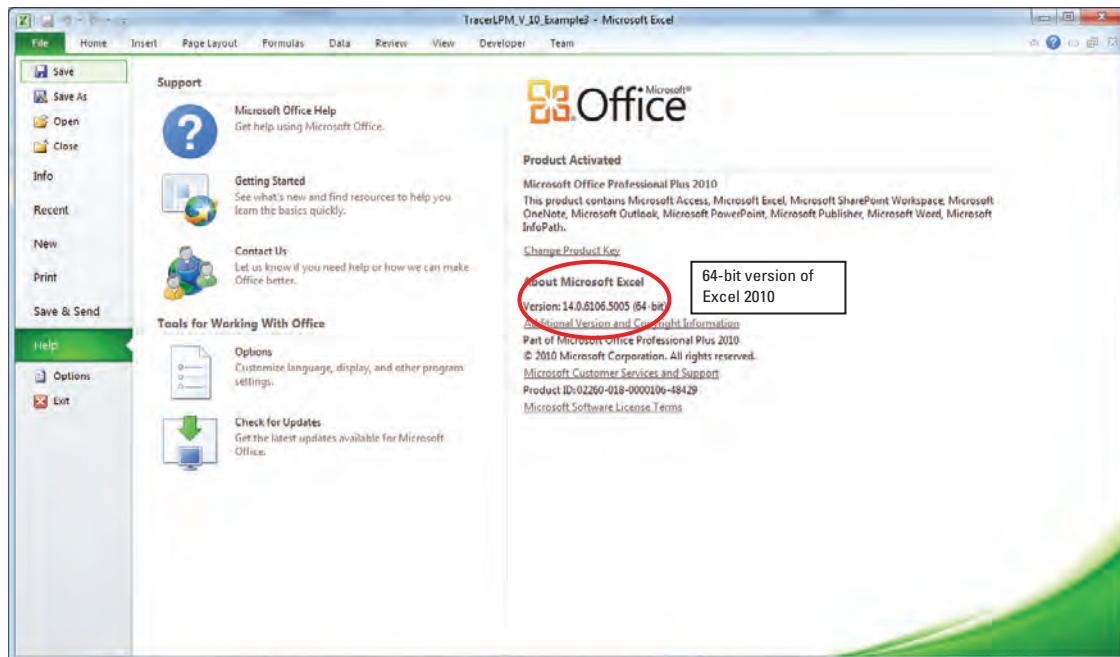 TracerLPM_V_10_Example3 - Microsoft Excel
File Home Insert Page Layout Formulas Data Review View Developer Team
Save
Save As
Open
Close
Info
Recent
New
Print
Save & Send
Help
Options
Exit
Support
Microsoft Office Help
Get help using Microsoft Office.
Getting Started
See what's new and find resources to help you
learn the basics quickly.
Contact Us
Let us know if you need help or how we can make
Office better.
Tools for Working With Office
Options
Customize language, display, and other program
settings.
Check for Updates
Get the latest updates available for Microsoft
Office.
Microsoft®
Office
Product Activated
Microsoft Office Professional Plus 2010
This product contains Microsoft Access, Microsoft Excel, Microsoft SharePoint Workspace, Microsoft
OneNote, Microsoft Outlook, Microsoft PowerPoint, Microsoft Publisher, Microsoft Word, Microsoft
InfoPath.
Change Product Key
About Microsoft Excel
Version: 14.0.6106.5005 (64-bit)
Additional Version and Copyright Information
Part of Microsoft Office Professional Plus 2010
© 2010 Microsoft Corporation. All rights reserved.
Microsoft Customer Services and Support
Product ID: 02260-018-0000106-48429
Microsoft Software License Terms
64-bit version of
Excel 2010